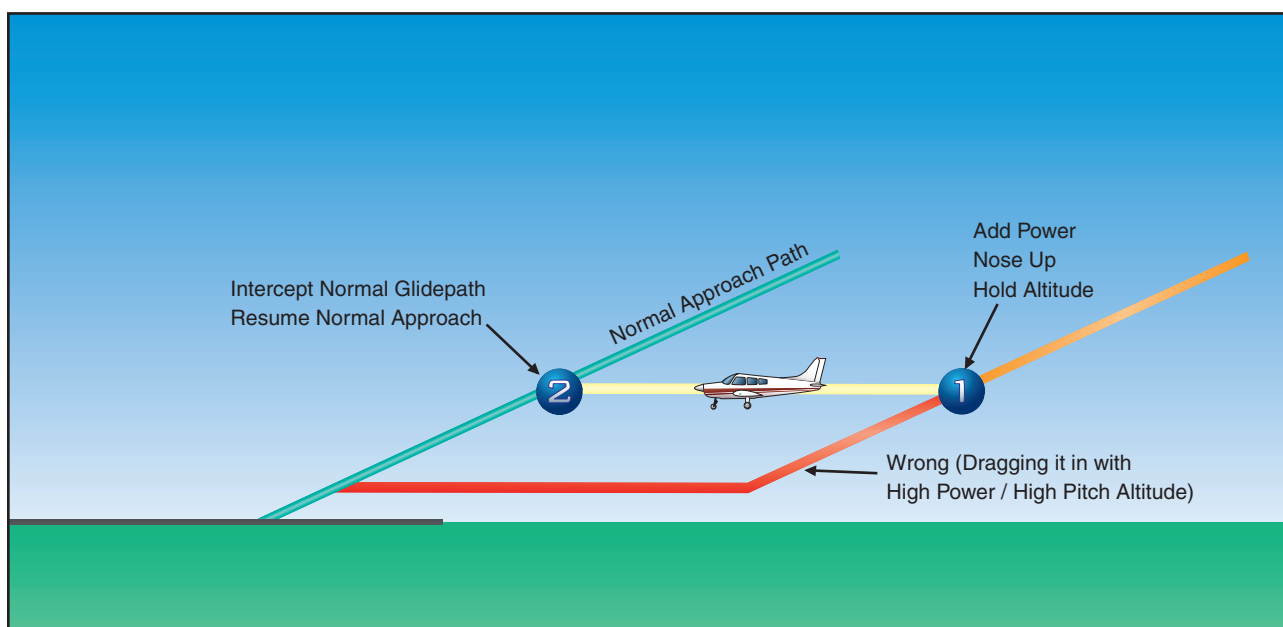 Add Power
Nose Up
Hold Altitude
Normal Approach Path
Intercept Normal Glidepath
Resume Normal Approach
2
1
Wrong (Dragging it in with
High Power / High Pitch Altitude)